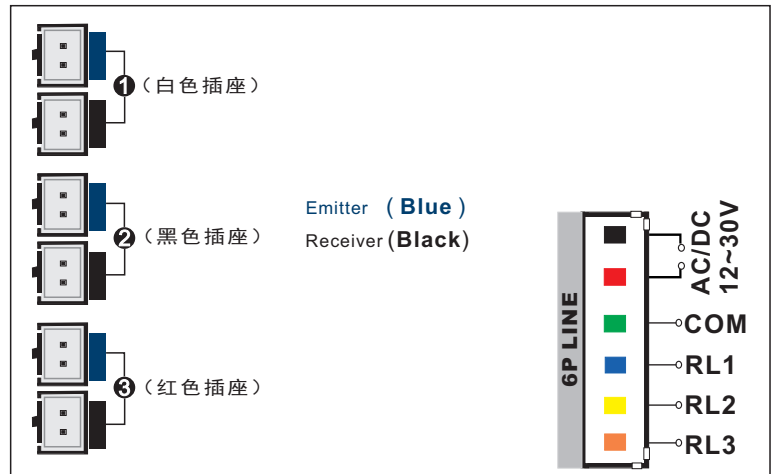 ❶(白色插座)
❷(黑色插座)
❸(红色插座)
Emitter (Blue)
Receiver(Black)
6P LINE
AC/DC
12~30V
COM
RL1
RL2
RL3